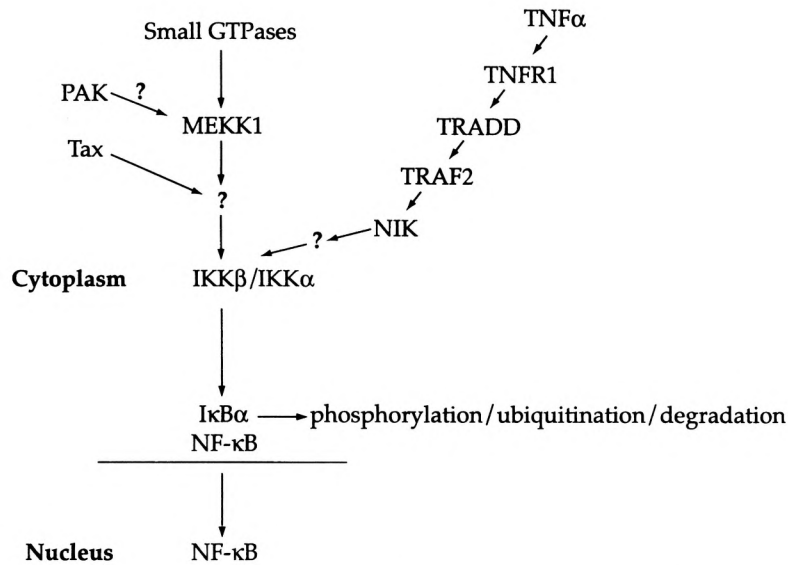 TNFα
Small GTPases
TNFR1
PAK ?
MEKK1
TRADD
Tax
TRAF2
?
NIK
?
Cytoplasm IKKβ/IKKα
IκBα phosphorylation/ubiquitination/degradation
NF-κB
Nucleus NF-κB